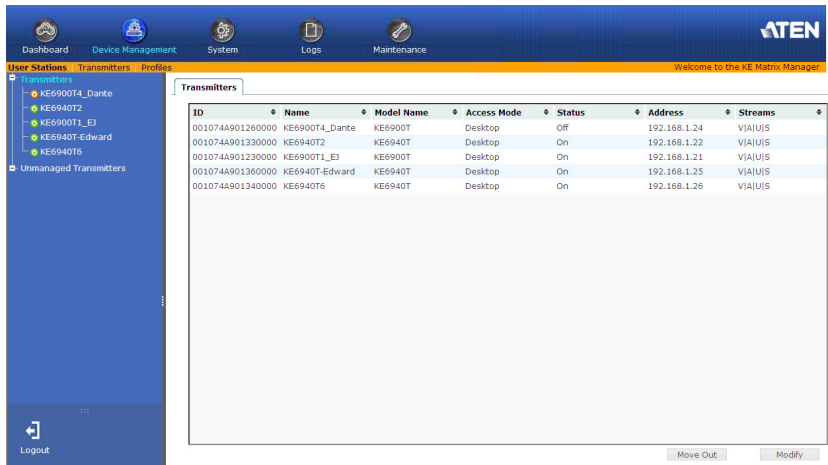 Dashboard Device Management System Logs Maintenance ATEN
User Stations Transmitters Profiles Welcome to the KE Matrix Manager
Transmitters
KE6900T4_Dante
KE6940T2
KE6900T1_EJ
KE6940T-Edward
KE6940T6
Unmanaged Transmitters
Logout
Transmitters
ID Name Model Name Access Mode Status Address Streams
001074A901260000 KE6900T4_Dante KE6900T Desktop Off 192.168.1.24 V|A|U|S
001074A901330000 KE6940T2 KE6940T Desktop On 192.168.1.22 V|A|U|S
001074A901230000 KE6900T1_EJ KE6900T Desktop On 192.168.1.21 V|A|U|S
001074A901360000 KE6940T-Edward KE6940T Desktop On 192.168.1.25 V|A|U|S
001074A901340000 KE6940T6 KE6940T Desktop On 192.168.1.26 V|A|U|S
Move Out Modify